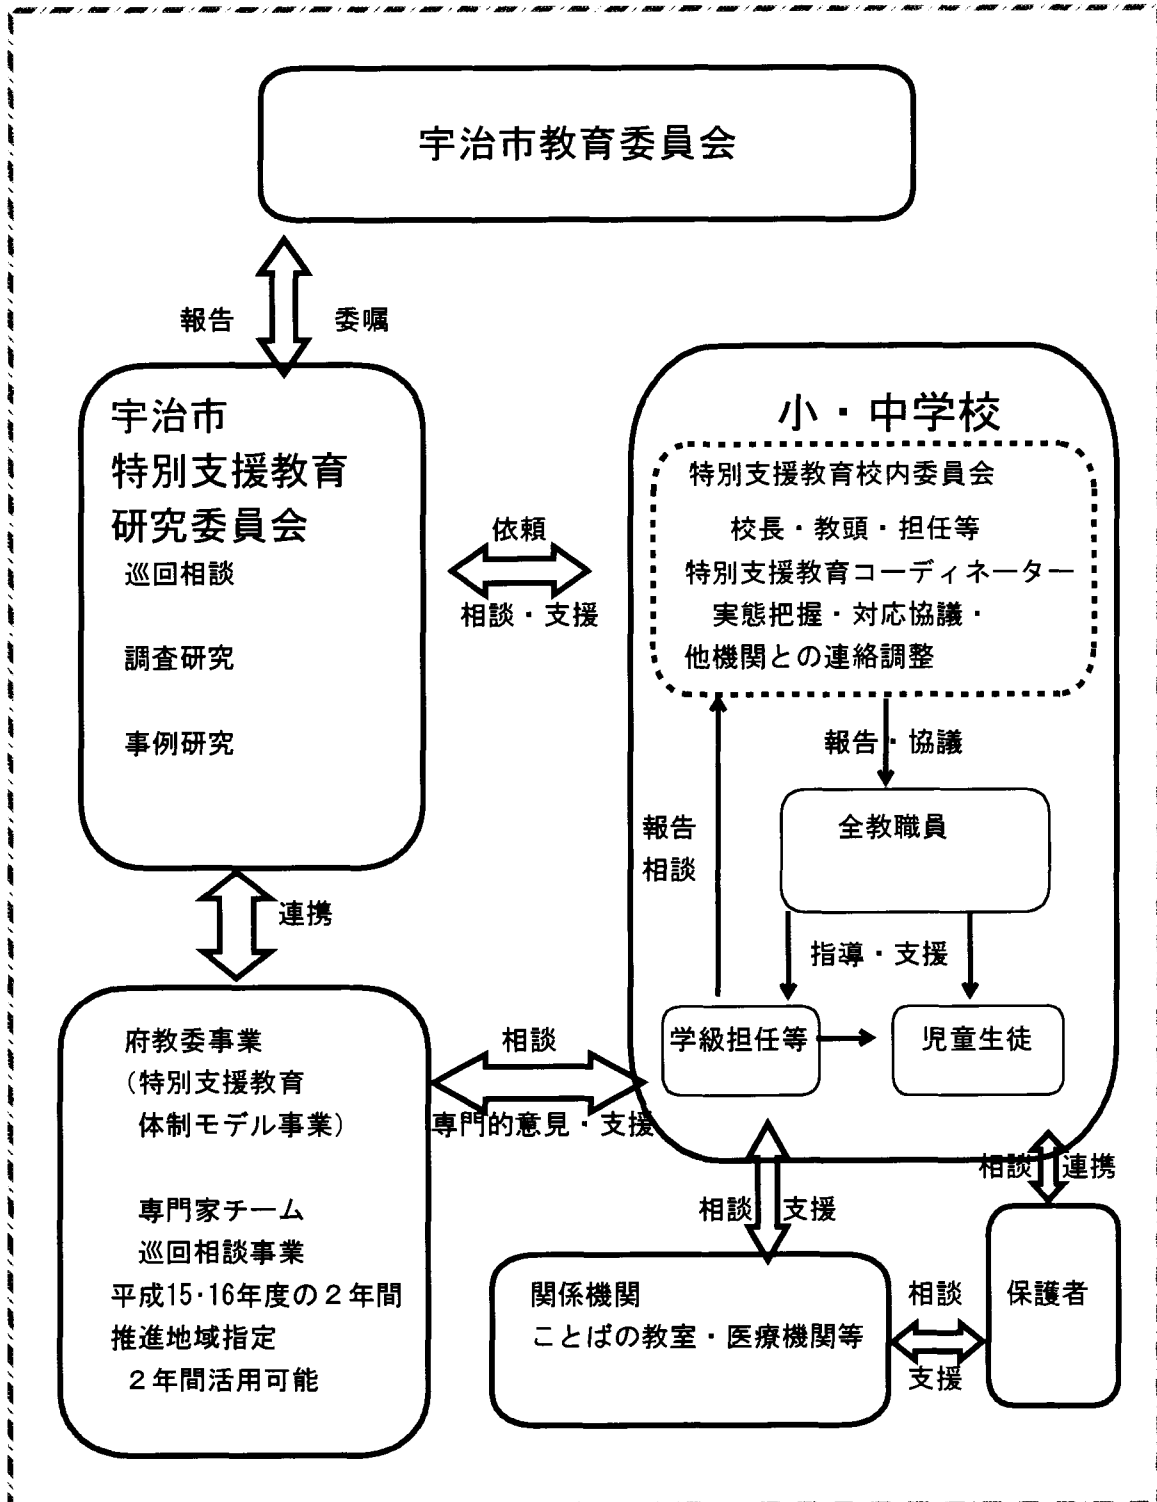 宇治市教育委員会
報告
委嘱
宇治市
特別支援教育
研究委員会
巡回相談
調査研究
事例研究
依頼
相談・支援
小・中学校
特別支援教育校内委員会
校長・教頭・担任等
特別支援教育コーディネーター
実態把握・対応協議・
他機関との連絡調整
報告・協議
全教職員
報告
相談
指導・支援
学級担任等
児童生徒
連携
府教委事業
（特別支援教育
体制モデル事業）
専門家チーム
巡回相談事業
平成15･16年度の２年間
推進地域指定
２年間活用可能
相談
専門的意見・支援
相談
支援
相談
連携
関係機関
ことばの教室・医療機関等
相談
支援
保護者